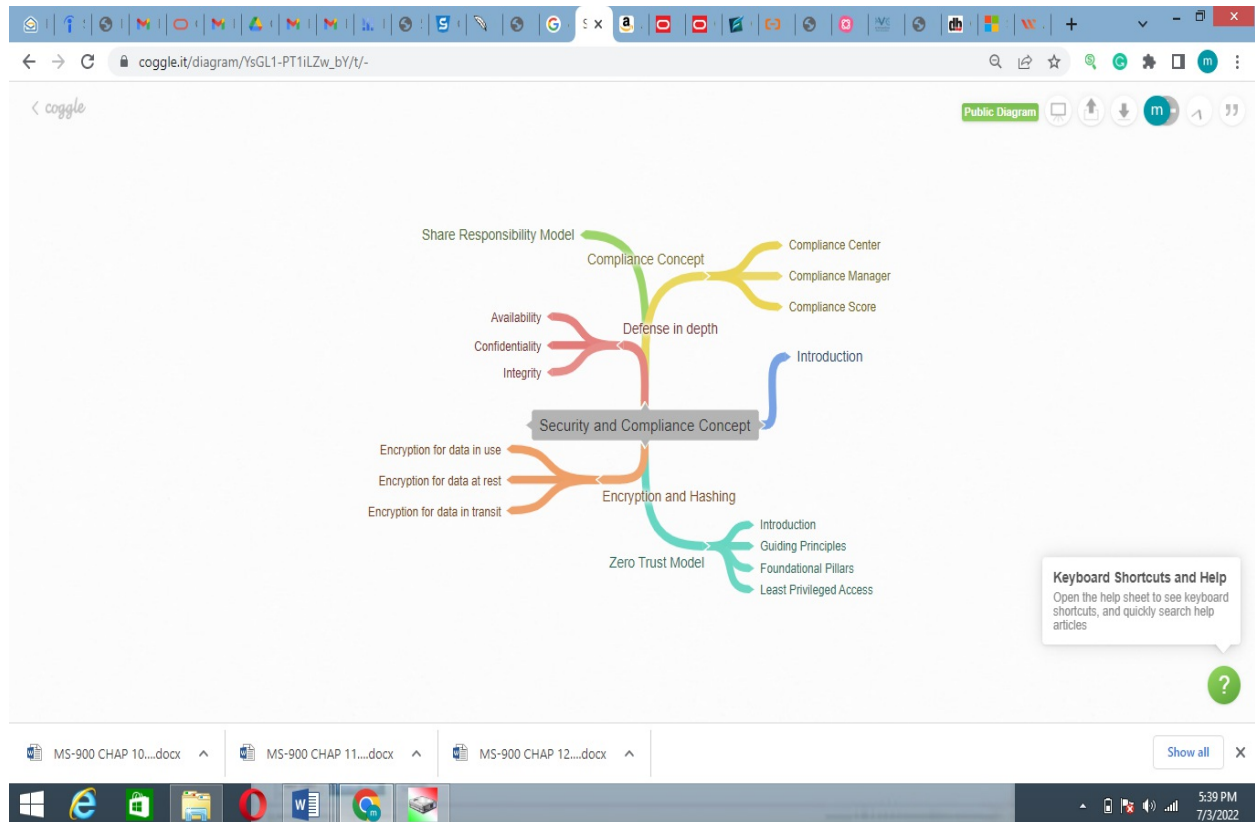 coggle.it/diagram/YsGL1-PT1iLZw_bY/t/-
coggle
Public Diagram
m
Share Responsibility Model
Compliance Concept
Compliance Center
Compliance Manager
Compliance Score
Availability
Confidentiality
Integrity
Defense in depth
Introduction
Security and Compliance Concept
Encryption for data in use
Encryption for data at rest
Encryption for data in transit
Encryption and Hashing
Zero Trust Model
Introduction
Guiding Principles
Foundational Pillars
Least Privileged Access
Keyboard Shortcuts and Help
Open the help sheet to see keyboard
shortcuts, and quickly search help
articles
?
MS-900 CHAP 10....docx
MS-900 CHAP 11....docx
MS-900 CHAP 12....docx
Show all
5:39 PM
7/3/2022